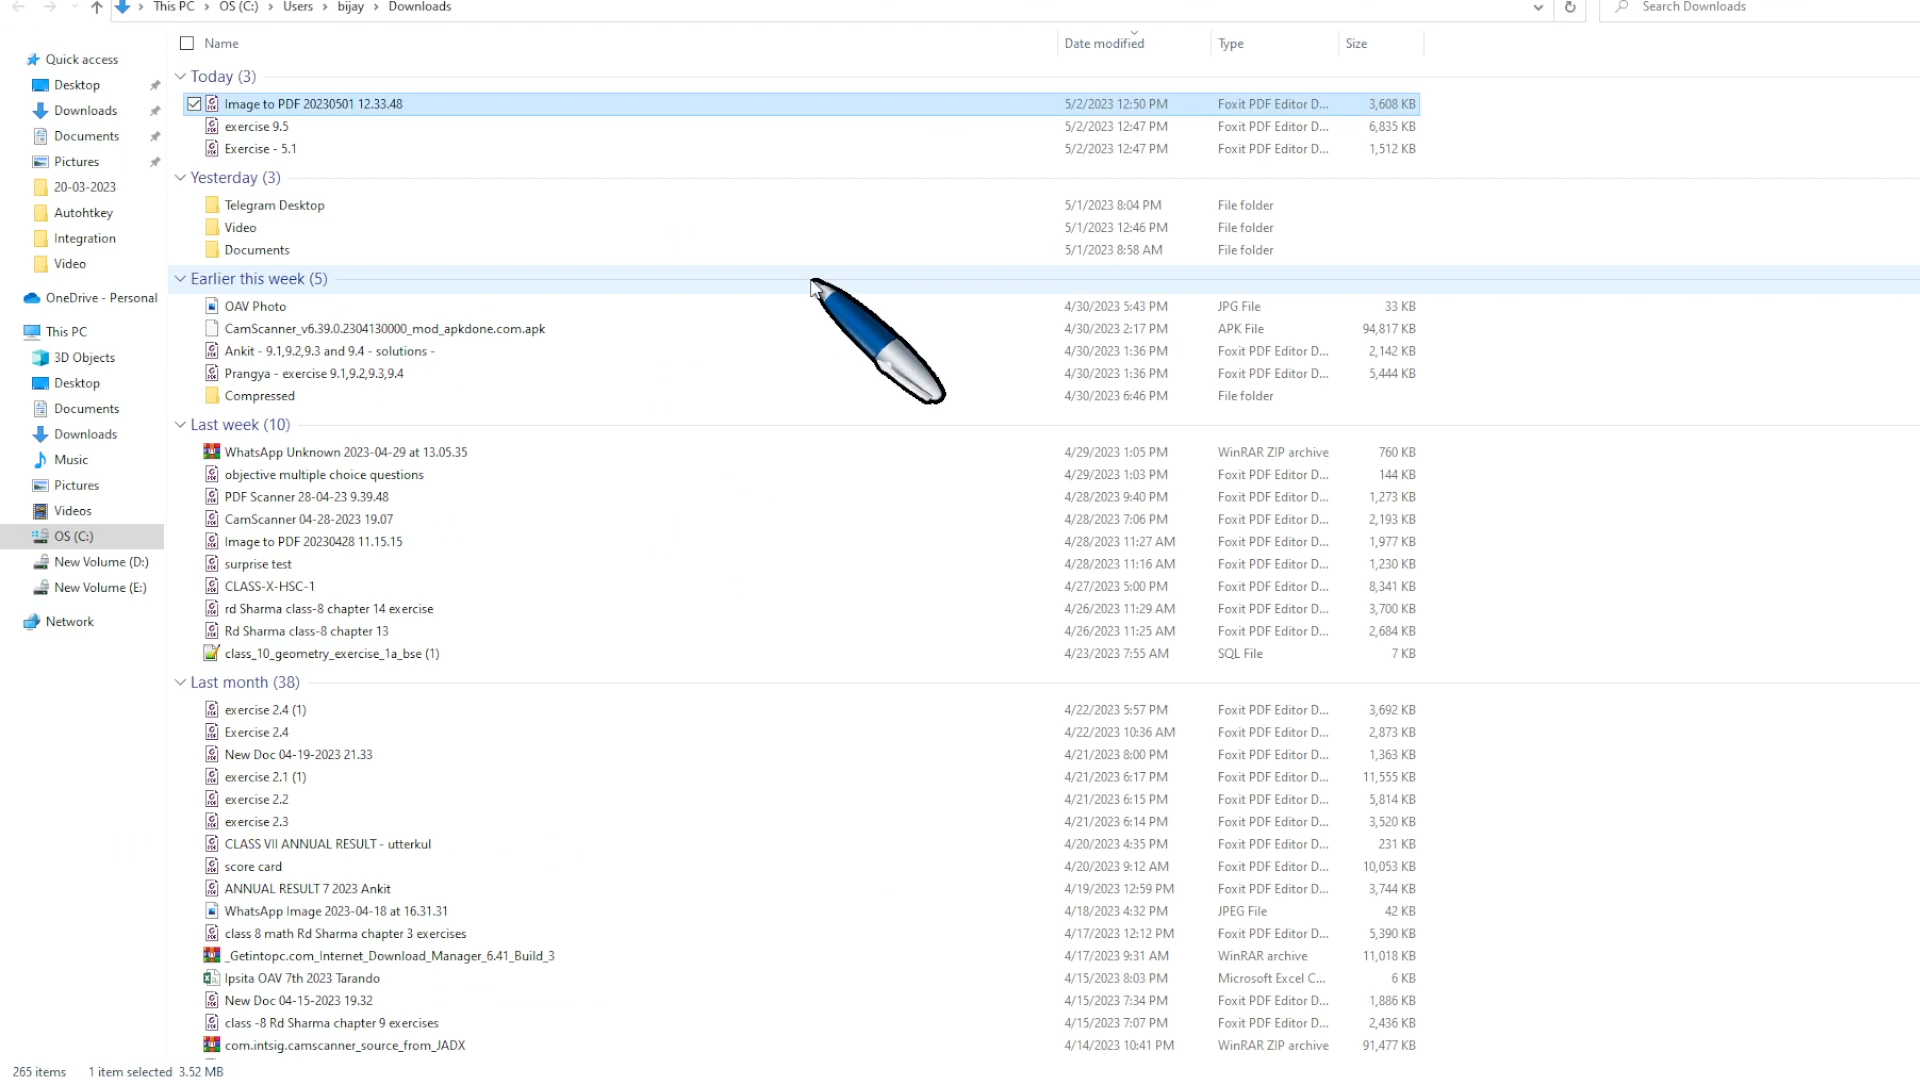 This PC > OS (C:) > Users > bijay > Downloads
Search Downloads
Name Date modified Type Size
Quick access
Desktop
Downloads
Documents
Pictures
20-03-2023
Autohtkey
Integration
Video
OneDrive - Personal
This PC
3D Objects
Desktop
Documents
Downloads
Music
Pictures
Videos
OS (C:)
New Volume (D:)
New Volume (E:)
Network
Today (3)
Image to PDF 20230501 12.33.48 5/2/2023 12:50 PM Foxit PDF Editor D... 3,608 KB
exercise 9.5 5/2/2023 12:47 PM Foxit PDF Editor D... 6,835 KB
Exercise - 5.1 5/2/2023 12:47 PM Foxit PDF Editor D... 1,512 KB
Yesterday (3)
Telegram Desktop 5/1/2023 8:04 PM File folder
Video 5/1/2023 12:46 PM File folder
Documents 5/1/2023 8:58 AM File folder
Earlier this week (5)
OAV Photo 4/30/2023 5:43 PM JPG File 33 KB
CamScanner_v6.39.0.2304130000_mod_apkdone.com.apk 4/30/2023 2:17 PM APK File 94,817 KB
Ankit - 9.1,9.2,9.3 and 9.4 - solutions - 4/30/2023 1:36 PM Foxit PDF Editor D... 2,142 KB
Prangya - exercise 9.1,9.2,9.3,9.4 4/30/2023 1:36 PM Foxit PDF Editor D... 5,444 KB
Compressed 4/30/2023 6:46 PM File folder
Last week (10)
WhatsApp Unknown 2023-04-29 at 13.05.35 4/29/2023 1:05 PM WinRAR ZIP archive 760 KB
objective multiple choice questions 4/29/2023 1:03 PM Foxit PDF Editor D... 144 KB
PDF Scanner 28-04-23 9.39.48 4/28/2023 9:40 PM Foxit PDF Editor D... 1,273 KB
CamScanner 04-28-2023 19.07 4/28/2023 7:06 PM Foxit PDF Editor D... 2,193 KB
Image to PDF 20230428 11.15.15 4/28/2023 11:27 AM Foxit PDF Editor D... 1,977 KB
surprise test 4/28/2023 11:16 AM Foxit PDF Editor D... 1,230 KB
CLASS-X-HSC-1 4/27/2023 5:00 PM Foxit PDF Editor D... 8,341 KB
rd Sharma class-8 chapter 14 exercise 4/26/2023 11:29 AM Foxit PDF Editor D... 3,700 KB
Rd Sharma class-8 chapter 13 4/26/2023 11:25 AM Foxit PDF Editor D... 2,684 KB
class_10_geometry_exercise_1a_bse (1) 4/23/2023 7:55 AM SQL File 7 KB
Last month (38)
exercise 2.4 (1) 4/22/2023 5:57 PM Foxit PDF Editor D... 3,692 KB
Exercise 2.4 4/22/2023 10:36 AM Foxit PDF Editor D... 2,873 KB
New Doc 04-19-2023 21.33 4/21/2023 8:00 PM Foxit PDF Editor D... 1,363 KB
exercise 2.1 (1) 4/21/2023 6:17 PM Foxit PDF Editor D... 11,555 KB
exercise 2.2 4/21/2023 6:15 PM Foxit PDF Editor D... 5,814 KB
exercise 2.3 4/21/2023 6:14 PM Foxit PDF Editor D... 3,520 KB
CLASS VII ANNUAL RESULT - utterkul 4/20/2023 4:35 PM Foxit PDF Editor D... 231 KB
score card 4/20/2023 9:12 AM Foxit PDF Editor D... 10,053 KB
ANNUAL RESULT 7 2023 Ankit 4/19/2023 12:59 PM Foxit PDF Editor D... 3,744 KB
WhatsApp Image 2023-04-18 at 16.31.31 4/18/2023 4:32 PM JPEG File 42 KB
class 8 math Rd Sharma chapter 3 exercises 4/17/2023 12:12 PM Foxit PDF Editor D... 5,390 KB
_Getintopc.com_Internet_Download_Manager_6.41_Build_3 4/17/2023 9:31 AM WinRAR archive 11,018 KB
Ipsita OAV 7th 2023 Tarando 4/15/2023 8:03 PM Microsoft Excel C... 6 KB
New Doc 04-15-2023 19.32 4/15/2023 7:34 PM Foxit PDF Editor D... 1,886 KB
class -8 Rd Sharma chapter 9 exercises 4/15/2023 7:07 PM Foxit PDF Editor D... 2,436 KB
com.intsig.camscanner_source_from_JADX 4/14/2023 10:41 PM WinRAR ZIP archive 91,477 KB
265 items 1 item selected 3.52 MB